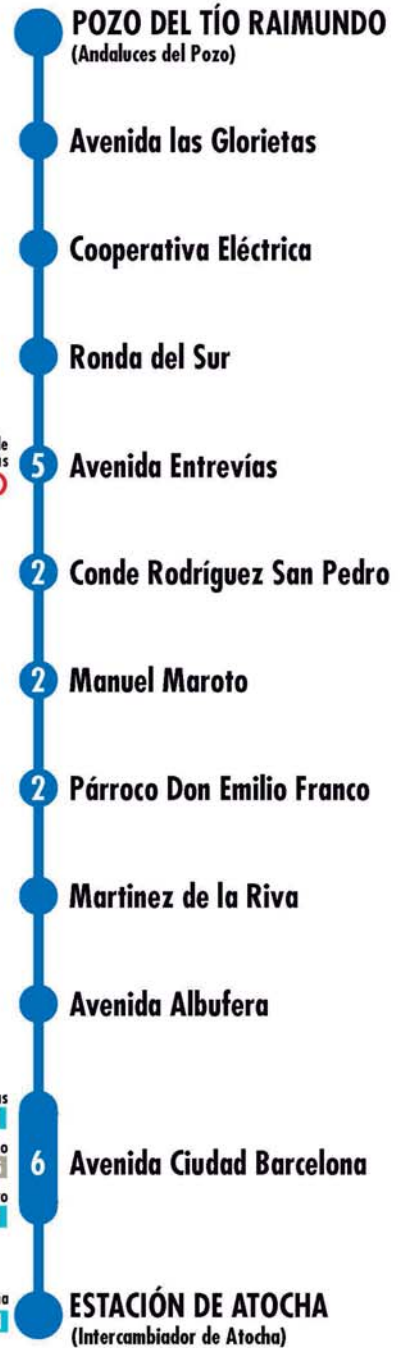 POZO DEL TÍO RAIMUNDO
(Andaluces del Pozo)
Avenida las Glorietas
Cooperativa Eléctrica
Ronda del Sur
5 Avenida Entrevías
2 Conde Rodríguez San Pedro
2 Manuel Maroto
2 Párroco Don Emilio Franco
Martinez de la Riva
Avenida Albufera
6 Avenida Ciudad Barcelona
ESTACIÓN DE ATOCHA
(Intercambiador de Atocha)